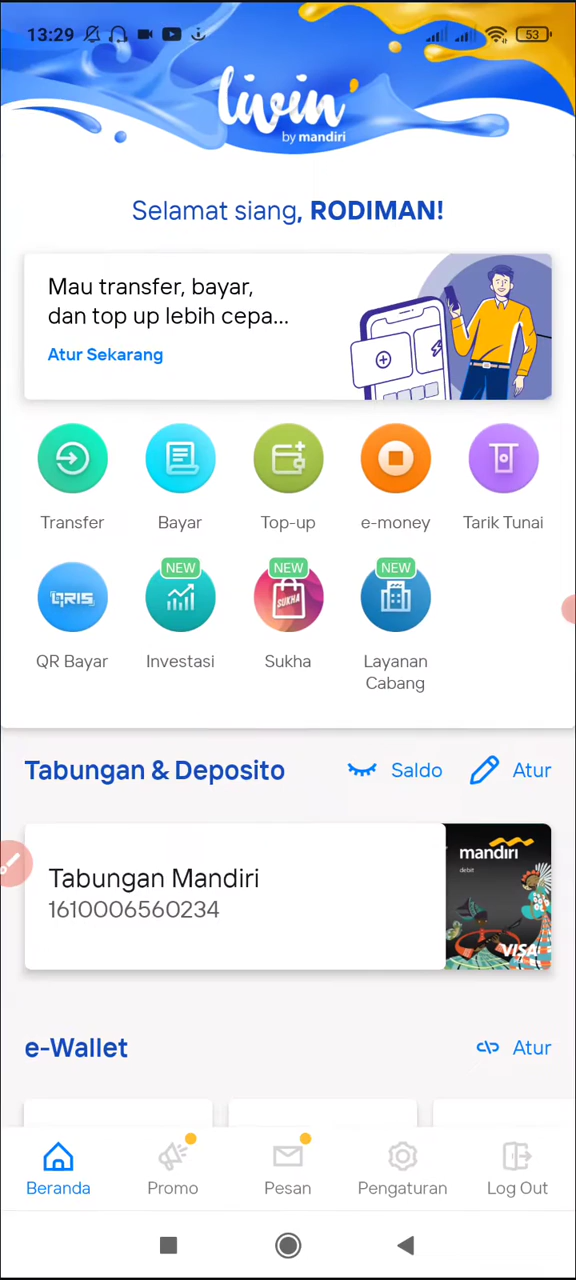 13:29
53
livin'
by mandiri
Selamat siang, RODIMAN!
Mau transfer, bayar,
dan top up lebih cepa...
Atur Sekarang
Transfer
Bayar
Top-up
e-money
Tarik Tunai
NEW
NEW
NEW
QRIS
SUKHA
QR Bayar
Investasi
Sukha
Layanan
Cabang
Tabungan & Deposito
Saldo
Atur
Tabungan Mandiri
1610006560234
mandiri
debit
VISA
e-Wallet
Atur
Beranda
Promo
Pesan
Pengaturan
Log Out